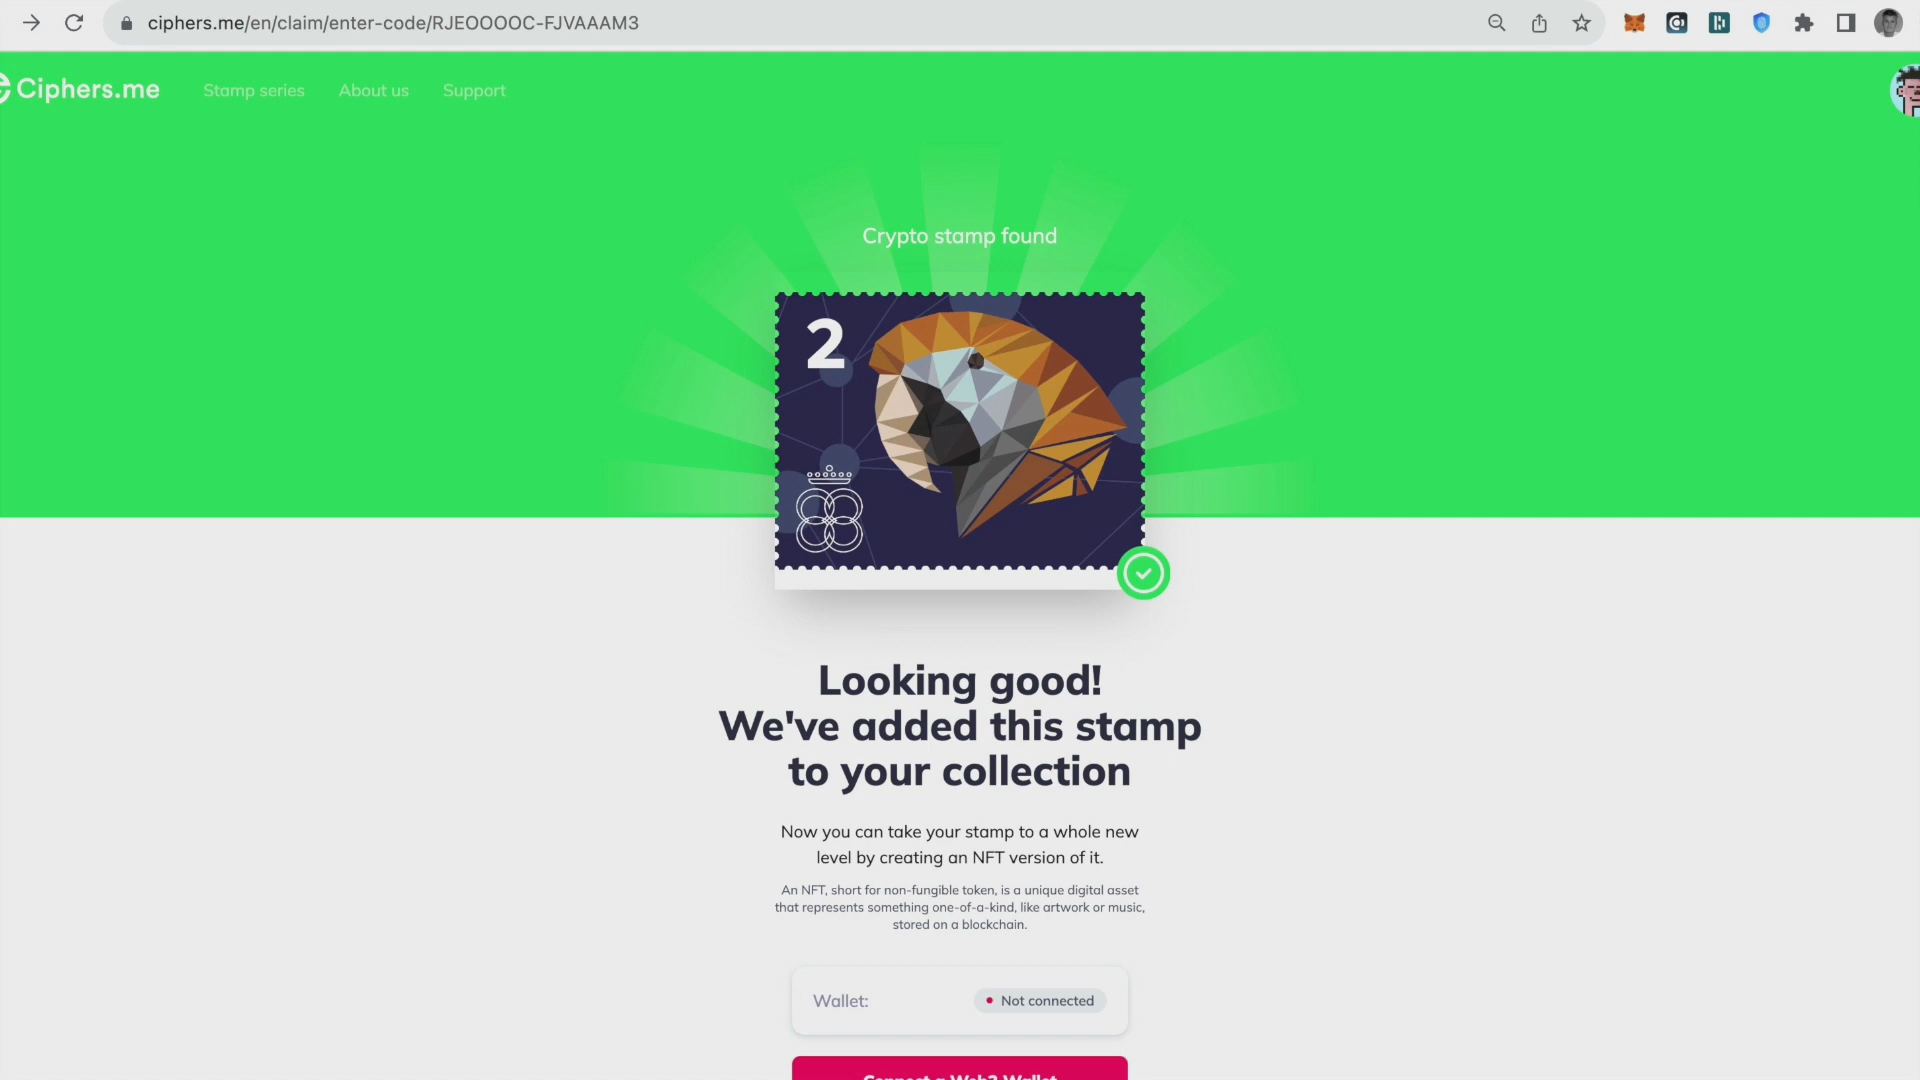 ciphers.me/en/claim/enter-code/RJEOOOOC-FJVAAAM3
Ciphers.me
Stamp series
About us
Support
Crypto stamp found
2
Looking good!
We've added this stamp
to your collection
Now you can take your stamp to a whole new
level by creating an NFT version of it.
An NFT, short for non-fungible token, is a unique digital asset
that represents something one-of-a-kind, like artwork or music,
stored on a blockchain.
Wallet:
Not connected
Connect a Web3 Wallet